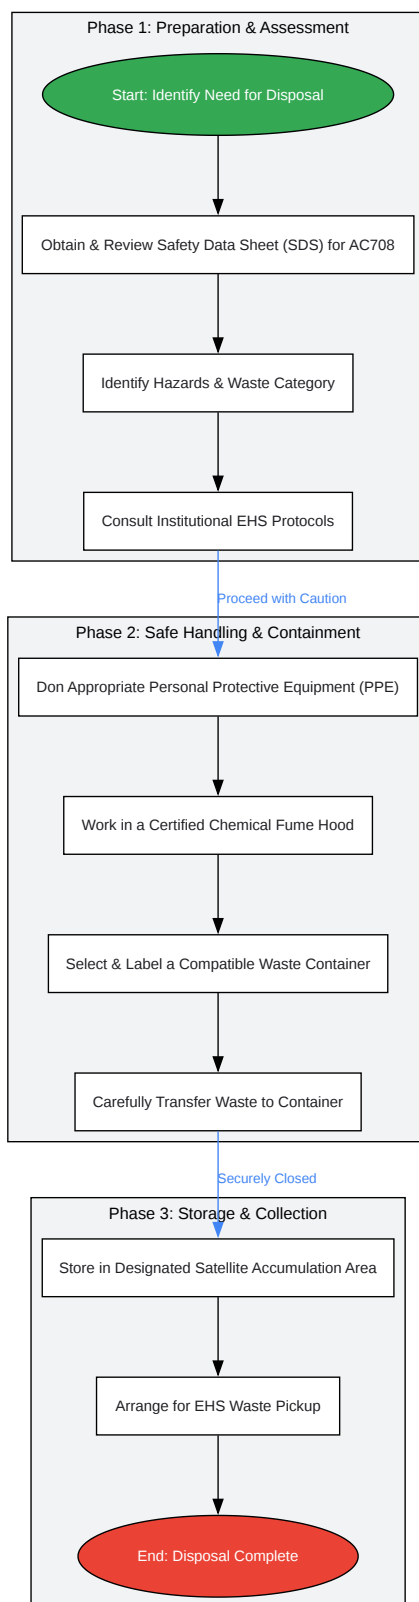 Phase 1: Preparation & Assessment
Start: Identify Need for Disposal
Obtain & Review Safety Data Sheet (SDS) for AC708
Identify Hazards & Waste Category
Consult Institutional EHS Protocols
Proceed with Caution
Phase 2: Safe Handling & Containment
Don Appropriate Personal Protective Equipment (PPE)
Work in a Certified Chemical Fume Hood
Select & Label a Compatible Waste Container
Carefully Transfer Waste to Container
Securely Closed
Phase 3: Storage & Collection
Store in Designated Satellite Accumulation Area
Arrange for EHS Waste Pickup
End: Disposal Complete